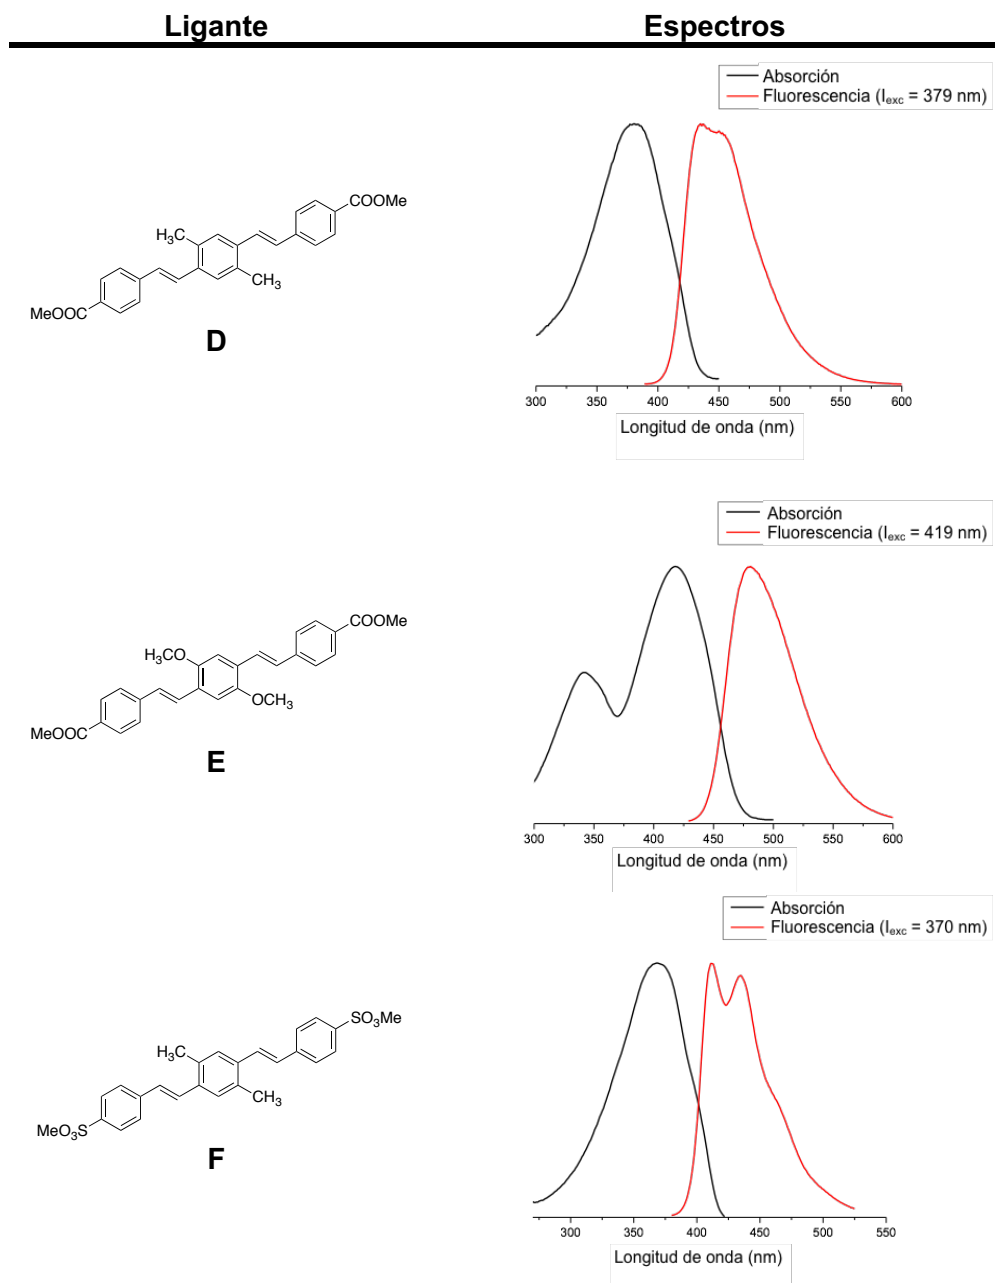 Ligante Espectros
Absorción
Fluorescencia (Iexc = 379 nm)
COOMe
H3C
CH3
MeOOC
D
300 350 400 450 500 550 600
Longitud de onda (nm)
Absorción
Fluorescencia (Iexc = 419 nm)
COOMe
H3CO
OCH3
MeOOC
E
300 350 400 450 500 550 600
Longitud de onda (nm)
Absorción
Fluorescencia (Iexc = 370 nm)
SO3Me
H3C
CH3
MeO3S
F
300 350 400 450 500 550
Longitud de onda (nm)